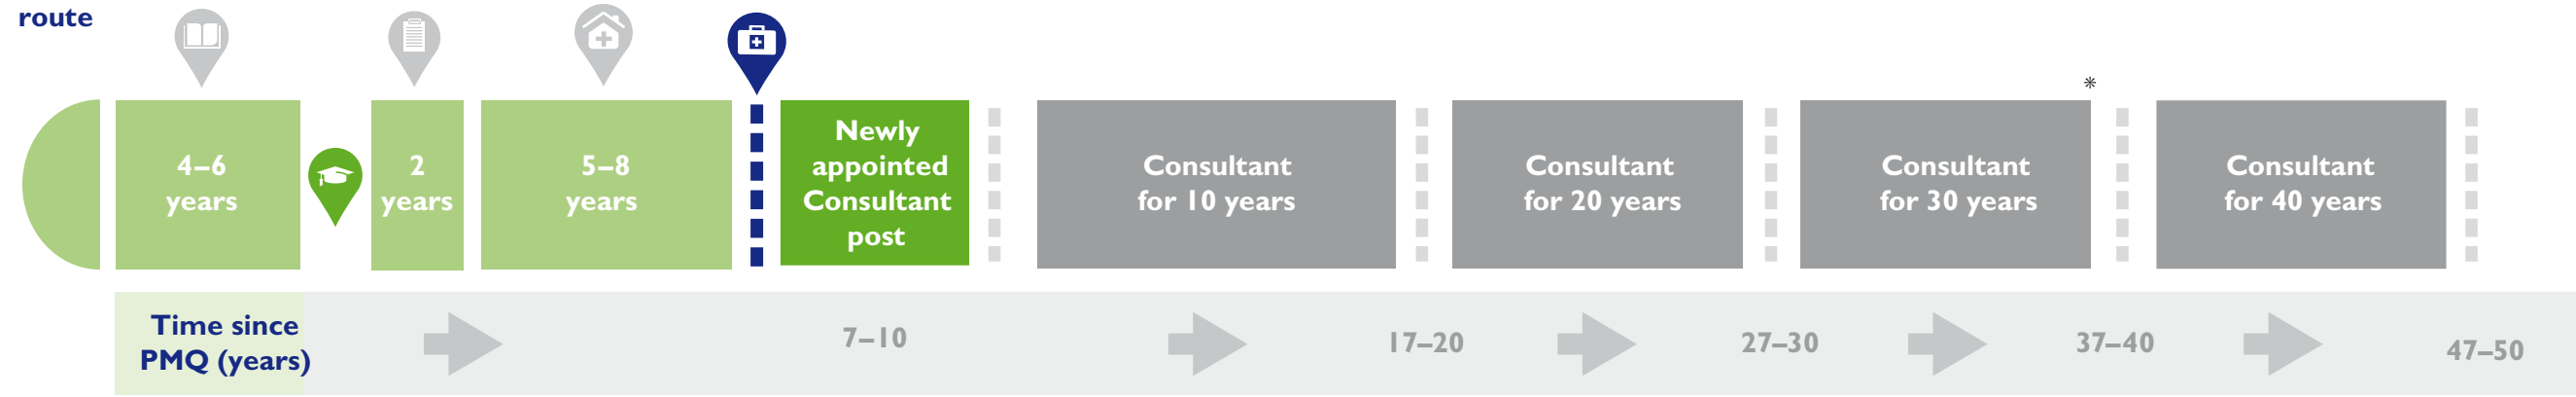 route
4–6
years
2
years
5–8
years
Newly
appointed
Consultant
post
Consultant
for 10 years
Consultant
for 20 years
*
Consultant
for 30 years
Consultant
for 40 years
Time since
PMQ (years)
7–10
17–20
27–30
37–40
47–50